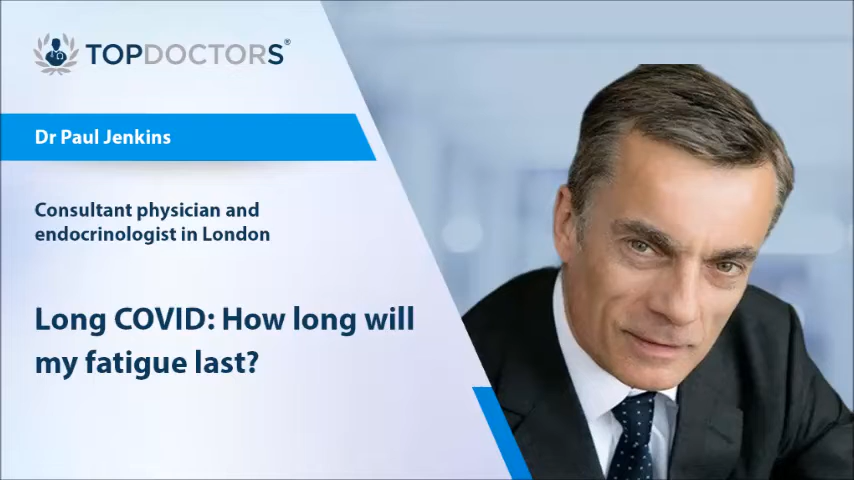 TOPDOCTORS®
Dr Paul Jenkins
Consultant physician and
endocrinologist in London
Long COVID: How long will
my fatigue last?